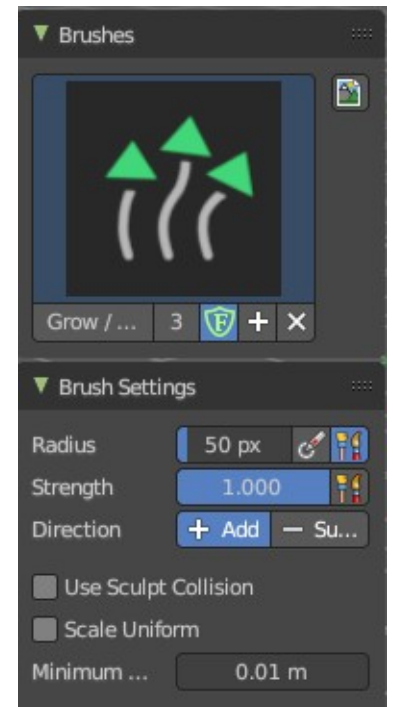 Brushes
Grow / ... 3 F
Brush Settings
Radius 50 px
Strength 1.000
Direction + Add − Su...
Use Sculpt Collision
Scale Uniform
Minimum ... 0.01 m